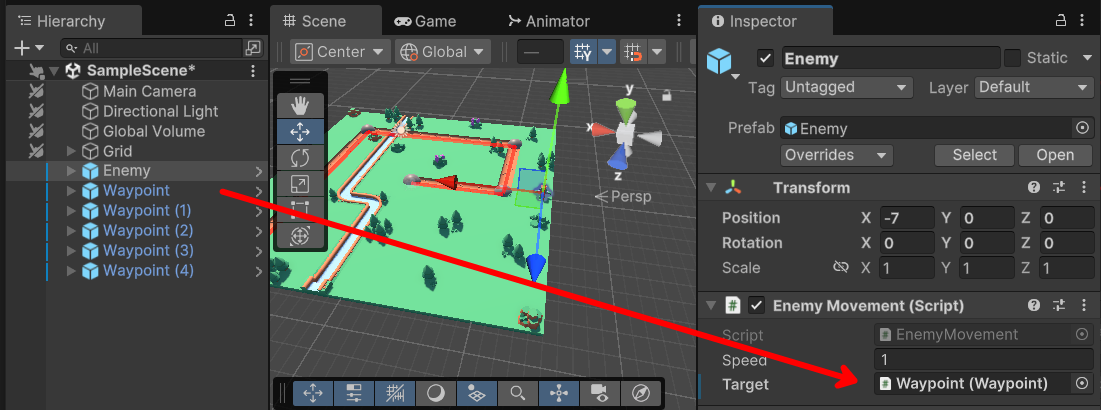 Hierarchy
All
SampleScene*
Main Camera
Directional Light
Global Volume
Grid
Enemy
Waypoint
Waypoint (1)
Waypoint (2)
Waypoint (3)
Waypoint (4)
Scene
Game
Animator
Center
Global
y
x
z
Persp
Inspector
Enemy
Static
Tag Untagged Layer Default
Prefab Enemy
Overrides Select Open
Transform
Position X -7 Y 0 Z 0
Rotation X 0 Y 0 Z 0
Scale X 1 Y 1 Z 1
Enemy Movement (Script)
Script EnemyMovement
Speed 1
Target Waypoint (Waypoint)